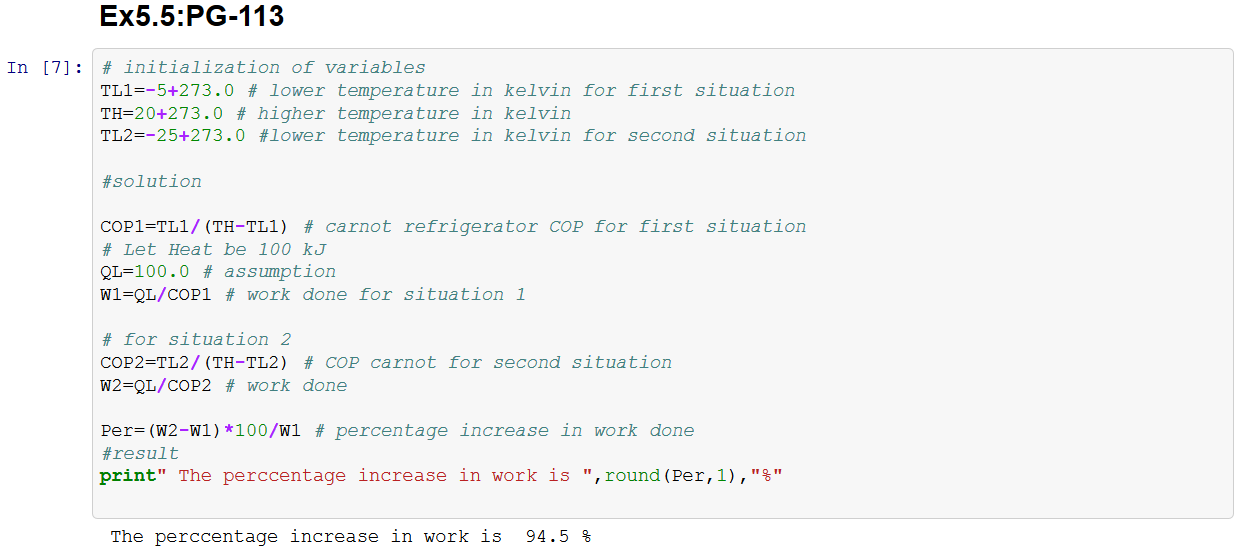 Ex5.5:PG-113
In [7]: # initialization of variables
TL1=-5+273.0 # lower temperature in kelvin for first situation
TH=20+273.0 # higher temperature in kelvin
TL2=-25+273.0 #lower temperature in kelvin for second situation
#solution
COP1=TL1/(TH-TL1) # carnot refrigerator COP for first situation
# Let Heat be 100 kJ
QL=100.0 # assumption
W1=QL/COP1 # work done for situation 1
# for situation 2
COP2=TL2/(TH-TL2) # COP carnot for second situation
W2=QL/COP2 # work done
Per=(W2-W1)*100/W1 # percentage increase in work done
#result
print" The perccentage increase in work is ",round(Per,1),"%"
The perccentage increase in work is  94.5 %